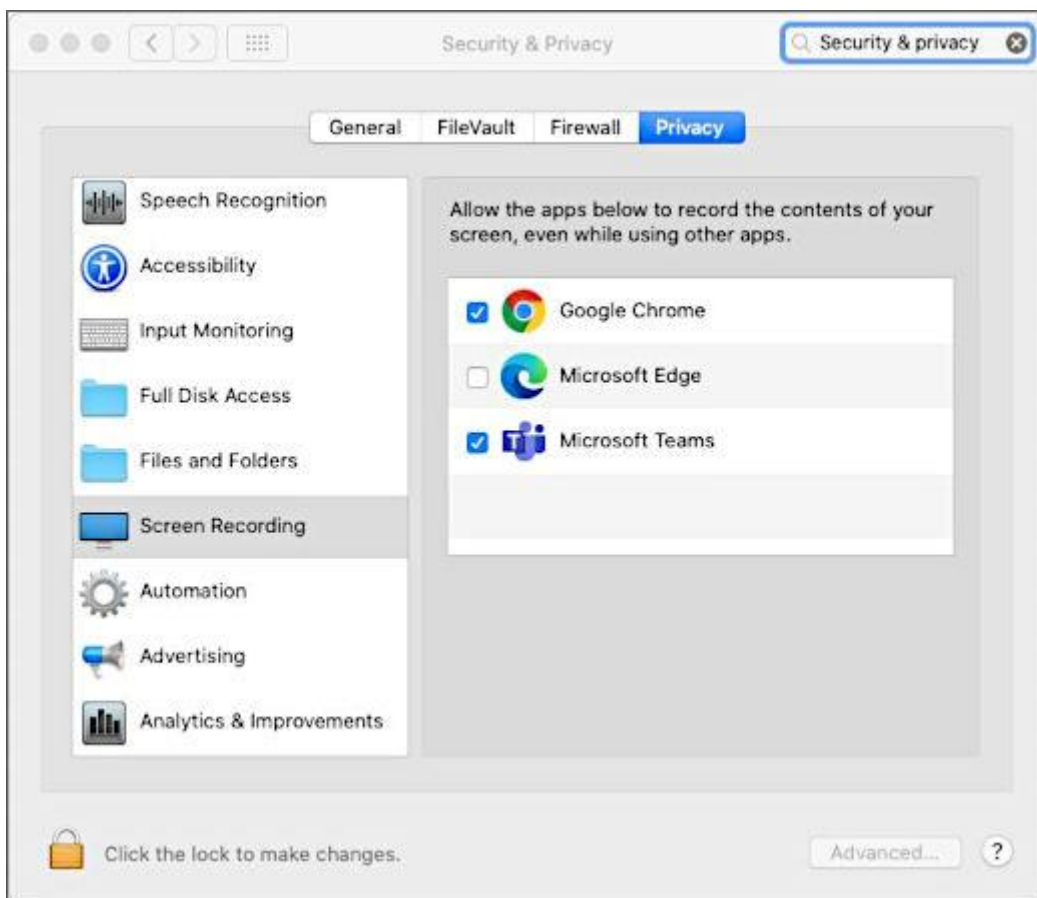 Security & Privacy
Security & privacy
General FileVault Firewall Privacy
Speech Recognition
Accessibility
Input Monitoring
Full Disk Access
Files and Folders
Screen Recording
Automation
Advertising
Analytics & Improvements
Allow the apps below to record the contents of your
screen, even while using other apps.
Google Chrome
Microsoft Edge
Microsoft Teams
Click the lock to make changes.
Advanced...
?